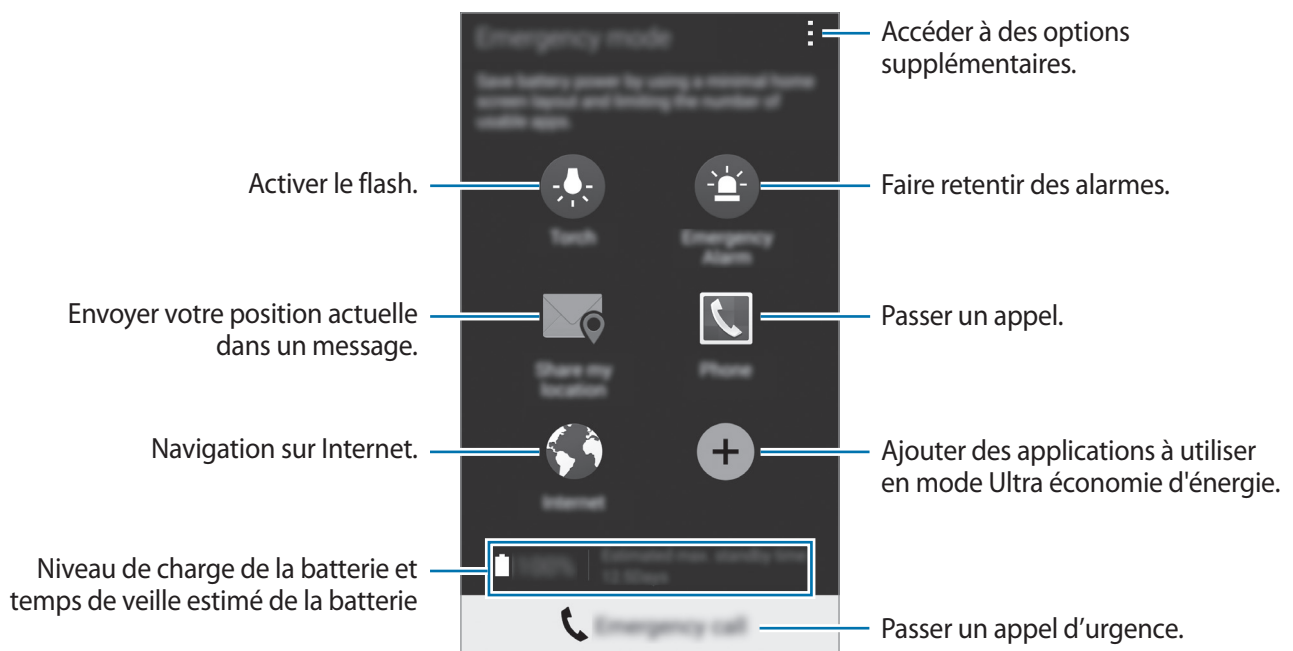 Emergency mode
Accéder à des options
supplémentaires.
Save battery power by using a minimal home
screen layout and limiting the number of
usable apps.
Activer le flash.
Faire retentir des alarmes.
Torch
Emergency
Alarm
Envoyer votre position actuelle
dans un message.
Passer un appel.
Share my
location
Phone
Navigation sur Internet.
Ajouter des applications à utiliser
en mode Ultra économie d'énergie.
Internet
Niveau de charge de la batterie et
temps de veille estimé de la batterie
100%
Estimated max. standby time
Emergency call
Passer un appel d’urgence.